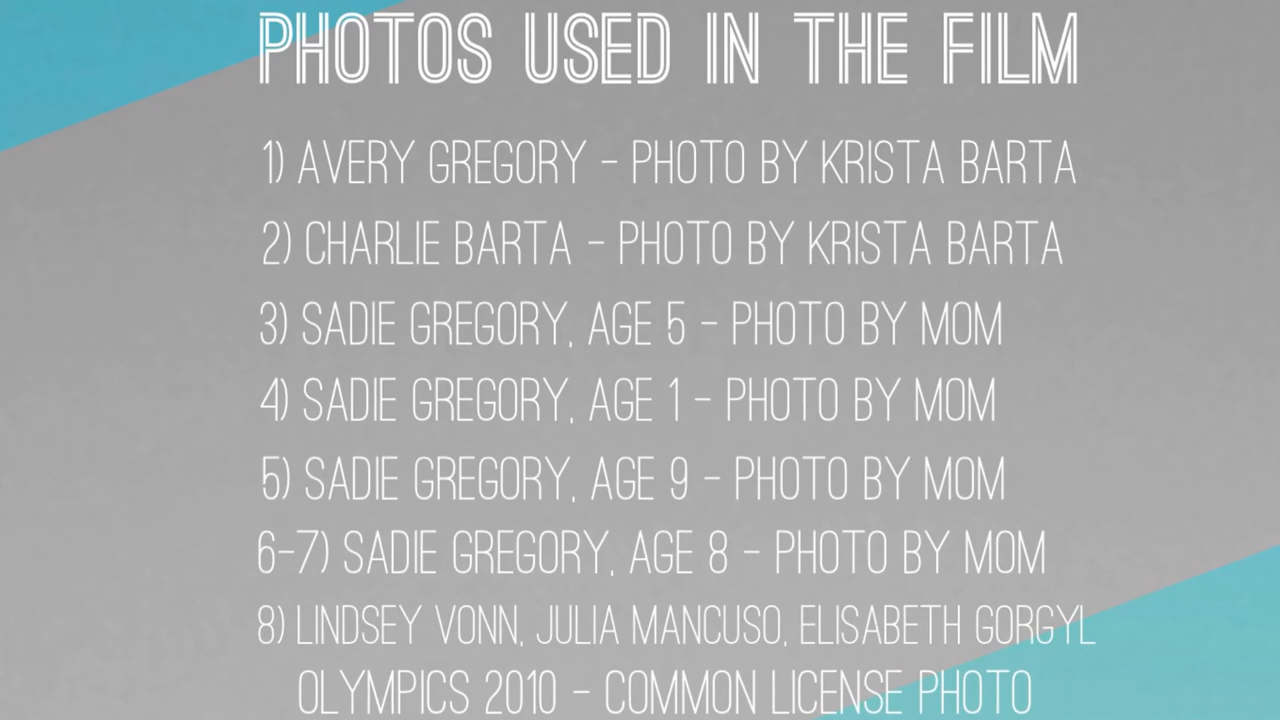 PHOTOS USED IN THE FILM
1) AVERY GREGORY - PHOTO BY KRISTA BARTA
2) CHARLIE BARTA - PHOTO BY KRISTA BARTA
3) SADIE GREGORY, AGE 5 - PHOTO BY MOM
4) SADIE GREGORY, AGE 1 - PHOTO BY MOM
5) SADIE GREGORY, AGE 9 - PHOTO BY MOM
6-7) SADIE GREGORY, AGE 8 - PHOTO BY MOM
8) LINDSEY VONN, JULIA MANCUSO, ELISABETH GORGYL
OLYMPICS 2010 - COMMON LICENSE PHOTO